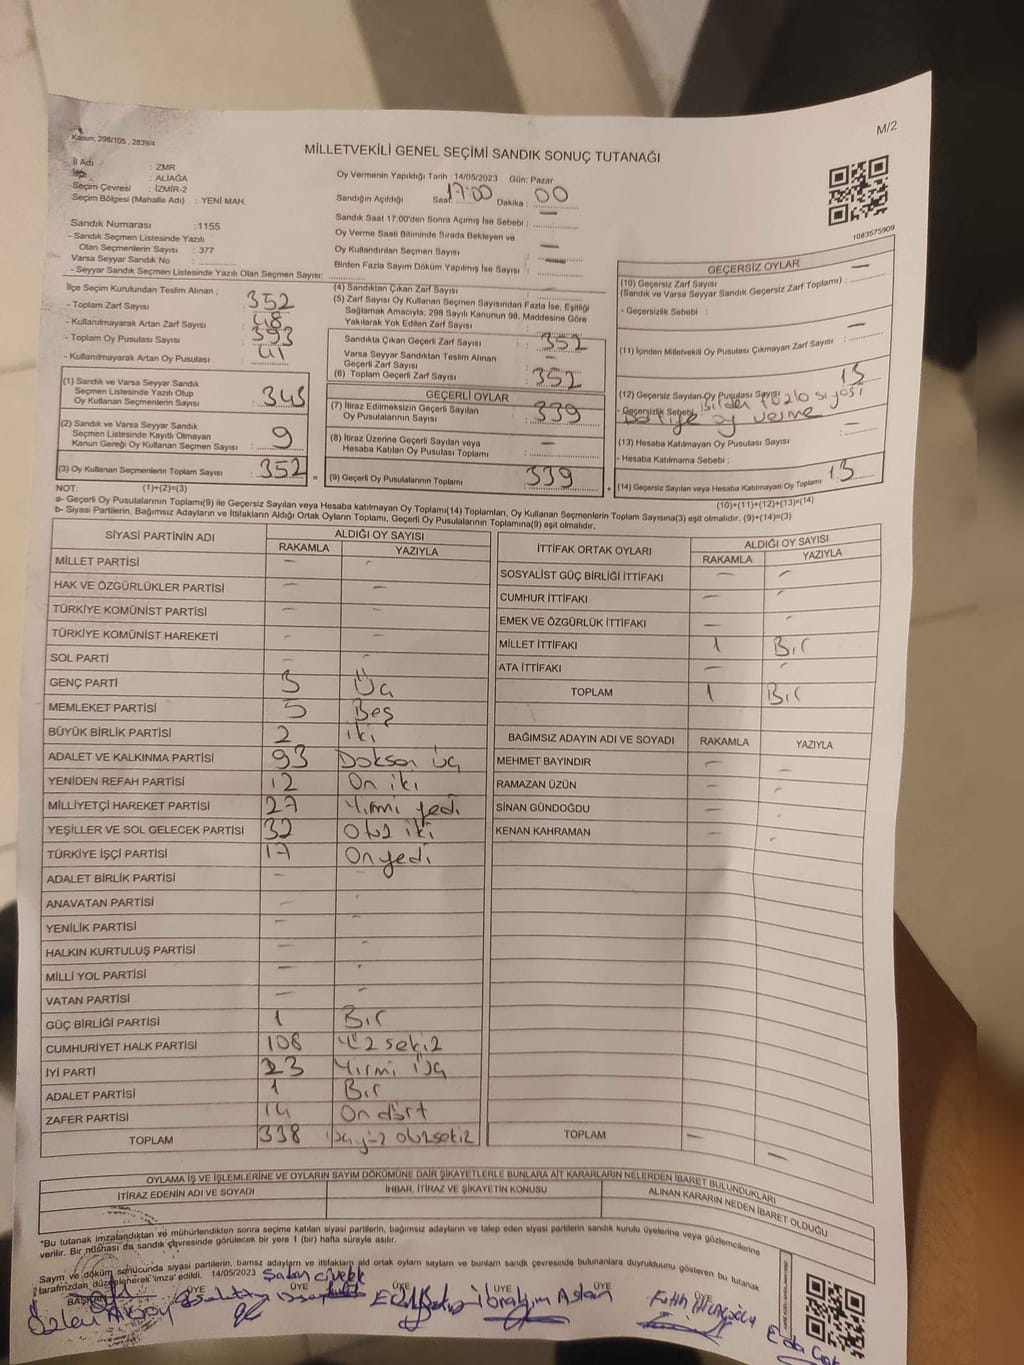 Kanun: 298/105 , 2839/4
M/2
MİLLETVEKİLİ GENEL SEÇİMİ SANDIK SONUÇ TUTANAĞI
İl Adı : ZMR
: ALİAĞA
Seçim Çevresi : İZMİR-2
Seçim Bölgesi (Mahalle Adı) : YENİ MAH.
Sandık Numarası :1155
- Sandık Seçmen Listesinde Yazılı
Olan Seçmenlerin Sayısı : 377
Varsa Seyyar Sandık No :
- Seyyar Sandık Seçmen Listesinde Yazılı Olan Seçmen Sayısı:
Oy Vermenin Yapıldığı Tarih : 14/05/2023 Gün: Pazar
Sandığın Açıldığı Saat: 17:00 Dakika : 00
Sandık Saat 17.00'den Sonra Açımış İse Sebebi : —
Oy Verme Saati Bitiminde Sırada Bekleyen ve
Oy Kullandırılan Seçmen Sayısı —
Birden Fazla Sayım Döküm Yapılmış İse Sayısı : —
1083575909
İlçe Seçim Kurulundan Teslim Alınan ;
- Toplam Zarf Sayısı 352
- Kullanılmayarak Artan Zarf Sayısı : 48
- Toplam Oy Pusulası Sayısı 393
- Kullanılmayarak Artan Oy Pusulası : 41
(1) Sandık ve Varsa Seyyar Sandık
Seçmen Listesinde Yazılı Olup
Oy Kullanan Seçmenlerin Sayısı : 343
(2) Sandık ve Varsa Seyyar Sandık
Seçmen Listesinde Kayıtlı Olmayan
Kanun Gereği Oy Kullanan Seçmen Sayısı : 9
(3) Oy Kullanan Seçmenlerin Toplam Sayısı : 352
(4) Sandıktan Çıkan Zarf Sayısı
(5) Zarf Sayısı Oy Kullanan Seçmen Sayısından Fazla İse, Eşitliği
Sağlamak Amacıyla; 298 Sayılı Kanunun 98. Maddesine Göre
Yakılarak Yok Edilen Zarf Sayısı :
Sandıkta Çıkan Geçerli Zarf Sayısı : 352
Varsa Seyyar Sandıktan Teslim Alınan
Geçerli Zarf Sayısı : —
(6) Toplam Geçerli Zarf Sayısı : 352
GEÇERLİ OYLAR
(7) İtiraz Edilmeksizin Geçerli Sayılan
Oy Pusulalarının Sayısı : 339
(8) İtiraz Üzerine Geçerli Sayılan veya
Hesaba Katılan Oy Pusulası Toplamı : —
= (9) Geçerli Oy Pusulalarının Toplamı : 339
GEÇERSİZ OYLAR
(10) Geçersiz Zarf Sayısı —
(Sandık ve Varsa Seyyar Sandık Geçersiz Zarf Toplamı) :
- Geçersizlik Sebebi :
(11) İçinden Milletvekili Oy Pusulası Çıkmayan Zarf Sayısı : —
(12) Geçersiz Sayılan Oy Pusulası Sayısı : 13
- Geçersizlik Sebebi : Birden fazla siyasi
Partiye oy verme
(13) Hesaba Katılmayan Oy Pusulası Sayısı : —
- Hesaba Katılmama Sebebi :
+ (14) Geçersiz Sayılan veya Hesaba Katılmayan Oy Toplamı : 13
NOT: (1)+(2)=(3)
(10)+(11)+(12)+(13)=(14)
a- Geçerli Oy Pusulalarının Toplamı(9) ile Geçersiz Sayılan veya Hesaba katılmayan Oy Toplamı(14) Toplamları, Oy Kullanan Seçmenlerin Toplam Sayısına(3) eşit olmalıdır. (9)+(14)=(3)
b- Siyasi Partilerin, Bağımsız Adayların ve İttifakların Aldığı Ortak Oyların Toplamı, Geçerli Oy Pusulalarının Toplamına(9) eşit olmalıdır.
SİYASİ PARTİNİN ADI ALDIĞI OY SAYISI
RAKAMLA YAZIYLA
MİLLET PARTİSİ — —
HAK VE ÖZGÜRLÜKLER PARTİSİ — —
TÜRKİYE KOMÜNİST PARTİSİ — —
TÜRKİYE KOMÜNİST HAREKETİ — —
SOL PARTİ — —
GENÇ PARTİ 3 Üç
MEMLEKET PARTİSİ 5 Beş
BÜYÜK BİRLİK PARTİSİ 2 iki
ADALET VE KALKINMA PARTİSİ 93 Doksan üç
YENİDEN REFAH PARTİSİ 12 On iki
MİLLİYETÇİ HAREKET PARTİSİ 27 Yirmi yedi
YEŞİLLER VE SOL GELECEK PARTİSİ 32 Otuz iki
TÜRKİYE İŞÇİ PARTİSİ 17 On yedi
ADALET BİRLİK PARTİSİ — —
ANAVATAN PARTİSİ — —
YENİLİK PARTİSİ — —
HALKIN KURTULUŞ PARTİSİ — —
MİLLİ YOL PARTİSİ — —
VATAN PARTİSİ — —
GÜÇ BİRLİĞİ PARTİSİ 1 Bir
CUMHURİYET HALK PARTİSİ 108 Yüz sekiz
İYİ PARTİ 23 Yirmi üç
ADALET PARTİSİ 1 Bir
ZAFER PARTİSİ 14 On dört
TOPLAM 338 üçyüz otuzsekiz
İTTİFAK ORTAK OYLARI ALDIĞI OY SAYISI
RAKAMLA YAZIYLA
SOSYALİST GÜÇ BİRLİĞİ İTTİFAKI — —
CUMHUR İTTİFAKI — —
EMEK VE ÖZGÜRLÜK İTTİFAKI — —
MİLLET İTTİFAKI 1 Bir
ATA İTTİFAKI — —
TOPLAM 1 Bir
BAĞIMSIZ ADAYIN ADI VE SOYADI RAKAMLA YAZIYLA
MEHMET BAYINDIR — —
RAMAZAN ÜZÜN — —
SİNAN GÜNDOĞDU — —
KENAN KAHRAMAN — —
TOPLAM — —
OYLAMA İŞ VE İŞLEMLERİNE VE OYLARIN SAYIM DÖKÜMÜNE DAİR ŞİKAYETLERLE BUNLARA AİT KARARLARIN NELERDEN İBARET BULUNDUKLARI
İTİRAZ EDENİN ADI VE SOYADI İHBAR, İTİRAZ VE ŞİKAYETİN KONUSU ALINAN KARARIN NEDEN İBARET OLDUĞU
*Bu tutanak imzalandıktan ve mühürlendikten sonra seçime katılan siyasi partilerin, bağımsız adayların ve talep eden siyasi partilerin sandık kurulu üyelerine veya gözlemcilerine
verilir. Bir nüshası da sandık çevresinde görülecek bir yere 1 (bir) hafta süreyle asılır.
Sayım ve döküm sonucunda siyasi partilerin, bamsz adaylarn ve ittifaklarn ald ortak oylarn saylarn ve bunlarn sandk çevresinde bulunanlara duyrulduunu gösteren bu tutanak
tarafmzdan düzenlenerek 'imza' edildi. 14/05/2023
BAŞKAN ÜYE ÜYE ÜYE ÜYE
Özlem Aksoy İbrahim Aslan Fatih
Eda